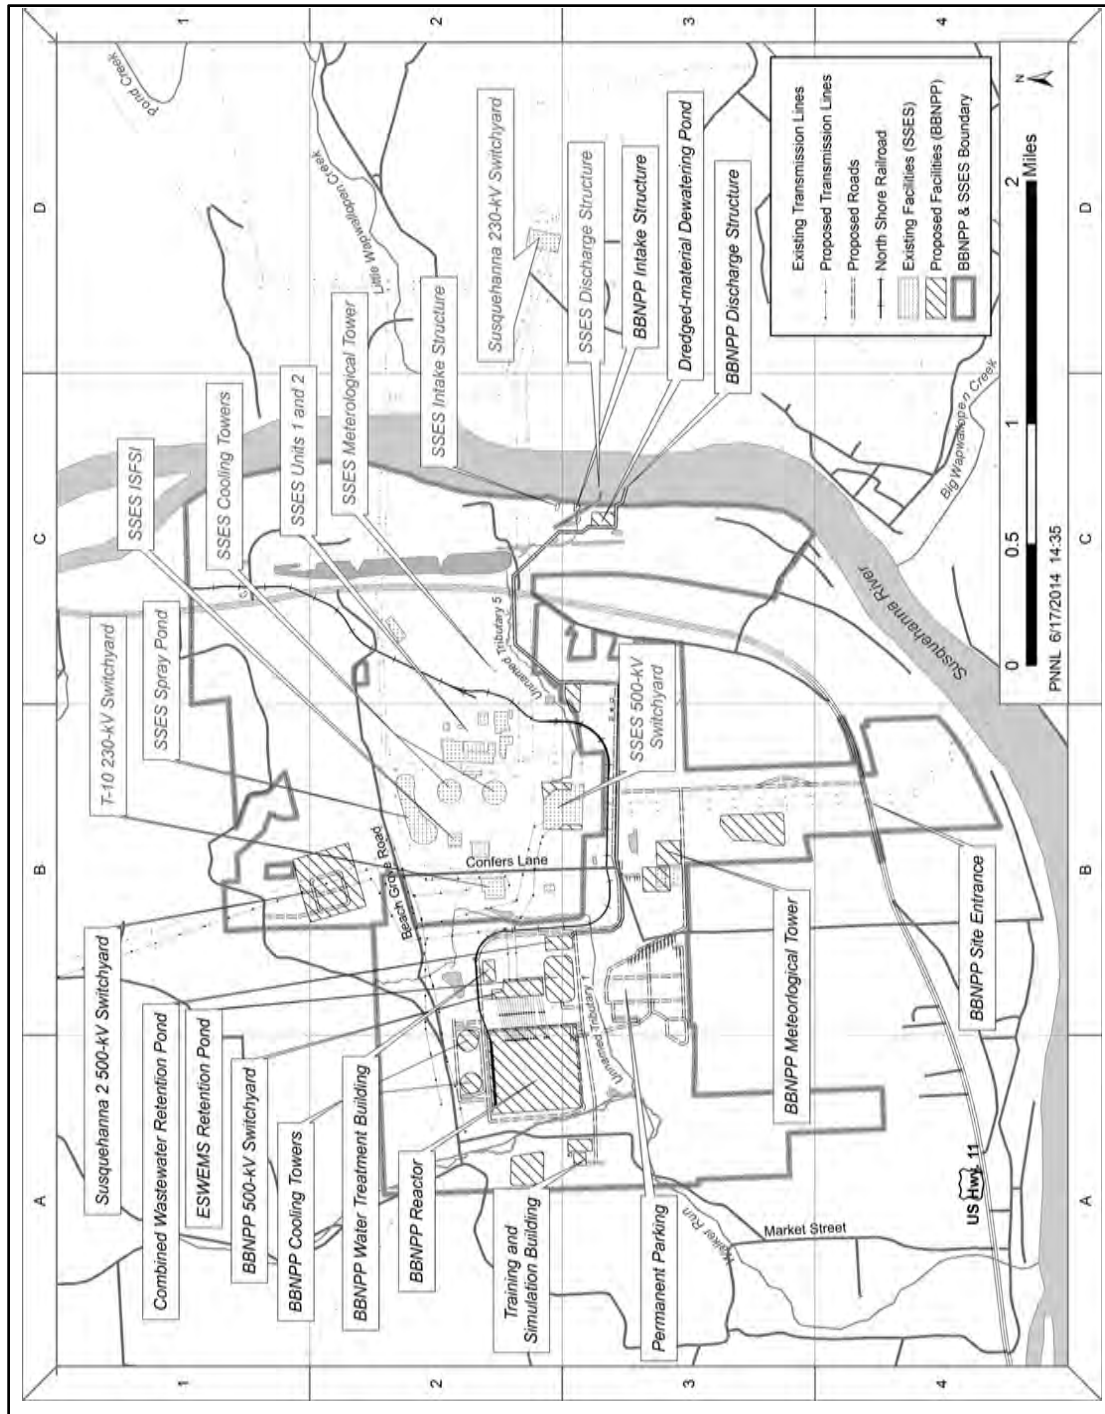 A
B
C
D
1
2
3
4
Susquehanna 2 500-kV Switchyard
Combined Wastewater Retention Pond
ESWEMS Retention Pond
BBNPP 500-kV Switchyard
BBNPP Cooling Towers
BBNPP Water Treatment Building
BBNPP Reactor
Training and
Simulation Building
Permanent Parking
T-10 230-kV Switchyard
SSES Spray Pond
SSES ISFSI
SSES Cooling Towers
SSES Units 1 and 2
SSES Meterological Tower
SSES Intake Structure
Susquehanna 230-kV Switchyard
SSES Discharge Structure
BBNPP Intake Structure
Dredged-material Dewatering Pond
BBNPP Discharge Structure
SSES 500-kV
Switchyard
BBNPP Meteorlogical Tower
BBNPP Site Entrance
Pond Creek
Little Wapwallopen Creek
Beach Grove Road
Confers Lane
Unnamed Tributary 5
Unnamed Tributary 1
Walker Run
Market Street
US Hwy. 11
Susquehanna River
Big Wapwallopen Creek
Existing Transmission Lines
Proposed Transmission Lines
Proposed Roads
North Shore Railroad
Existing Facilities (SSES)
Proposed Facilities (BBNPP)
BBNPP & SSES Boundary
N
0 0.5 1 2
Miles
PNNL 6/17/2014 14:35
A
B
C
D
1
2
3
4